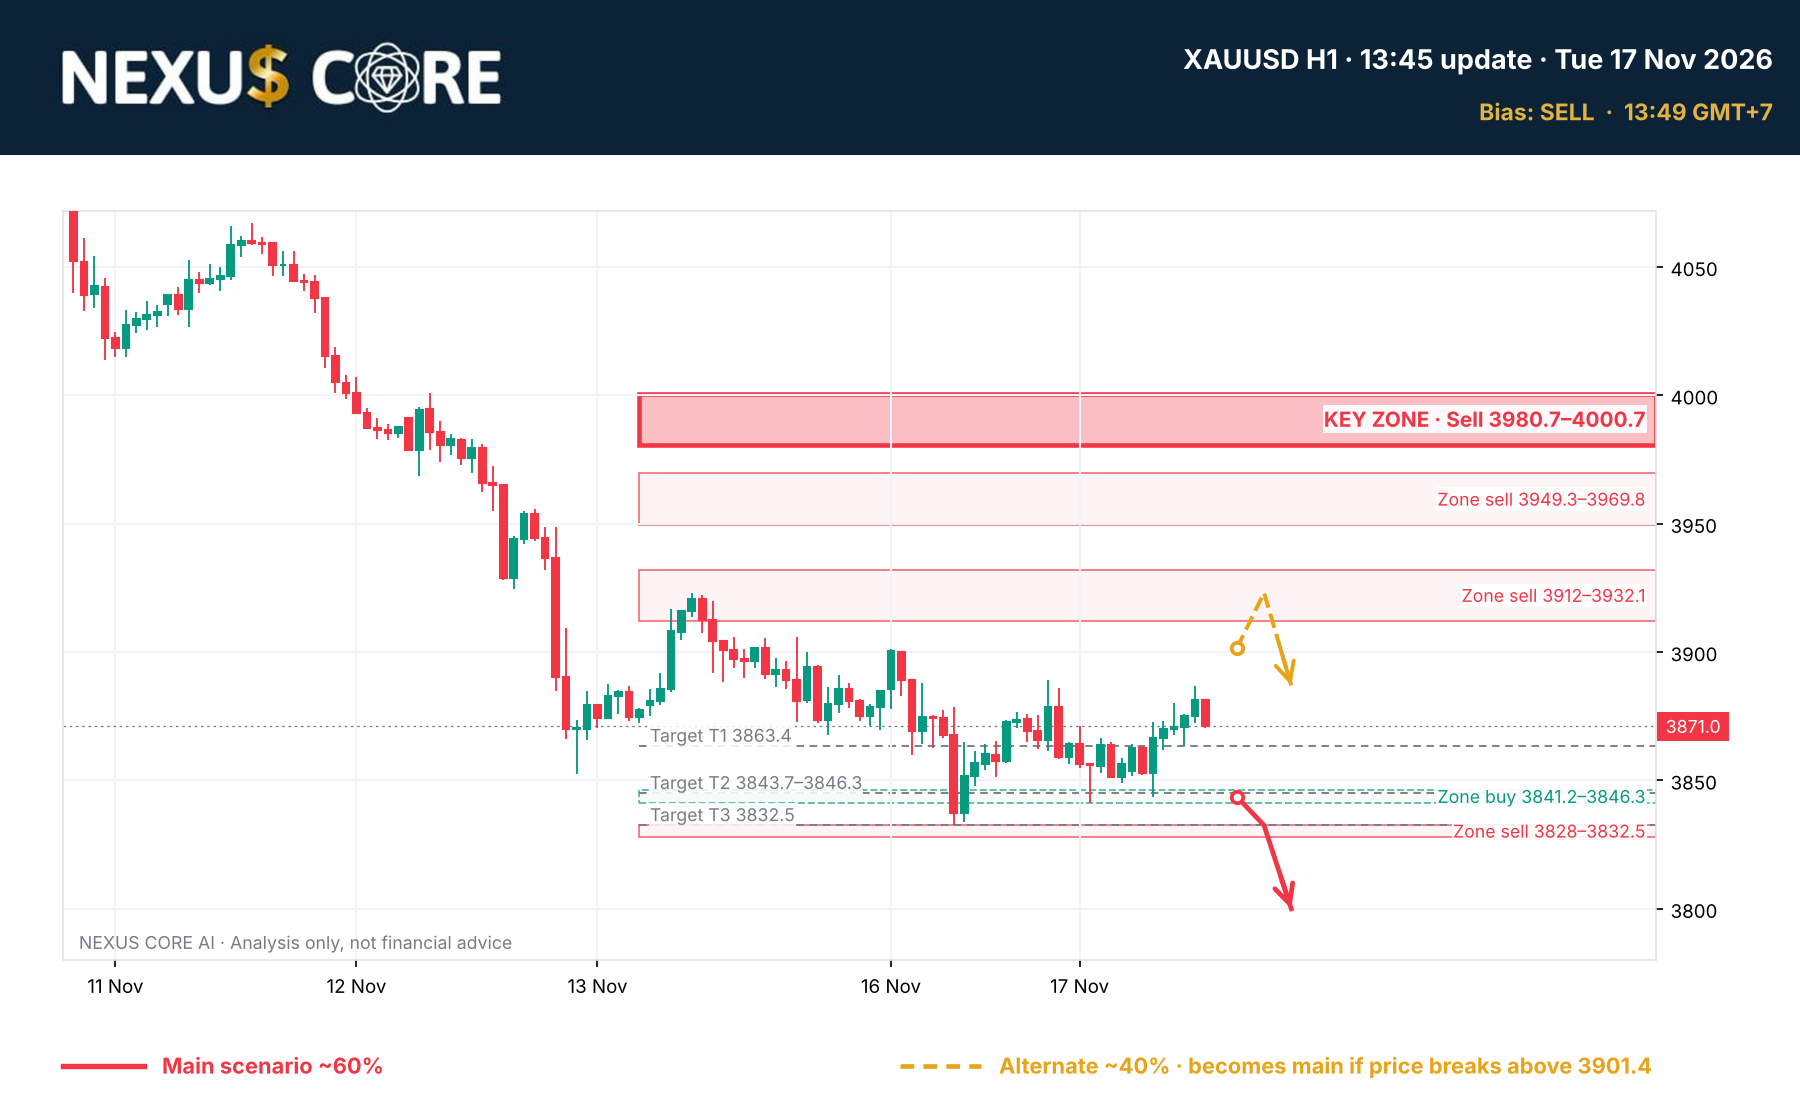 NEXU$ CORE
XAUUSD H1 · 13:45 update · Tue 17 Nov 2026
Bias: SELL · 13:49 GMT+7
4050
4000
KEY ZONE · Sell 3980.7–4000.7
Zone sell 3949.3–3969.8
3950
Zone sell 3912–3932.1
3900
3871.0
Target T1 3863.4
Target T2 3843.7–3846.3
3850
Zone buy 3841.2–3846.3
Target T3 3832.5
Zone sell 3828–3832.5
3800
NEXUS CORE AI · Analysis only, not financial advice
11 Nov
12 Nov
13 Nov
16 Nov
17 Nov
Main scenario ~60%
Alternate ~40% · becomes main if price breaks above 3901.4